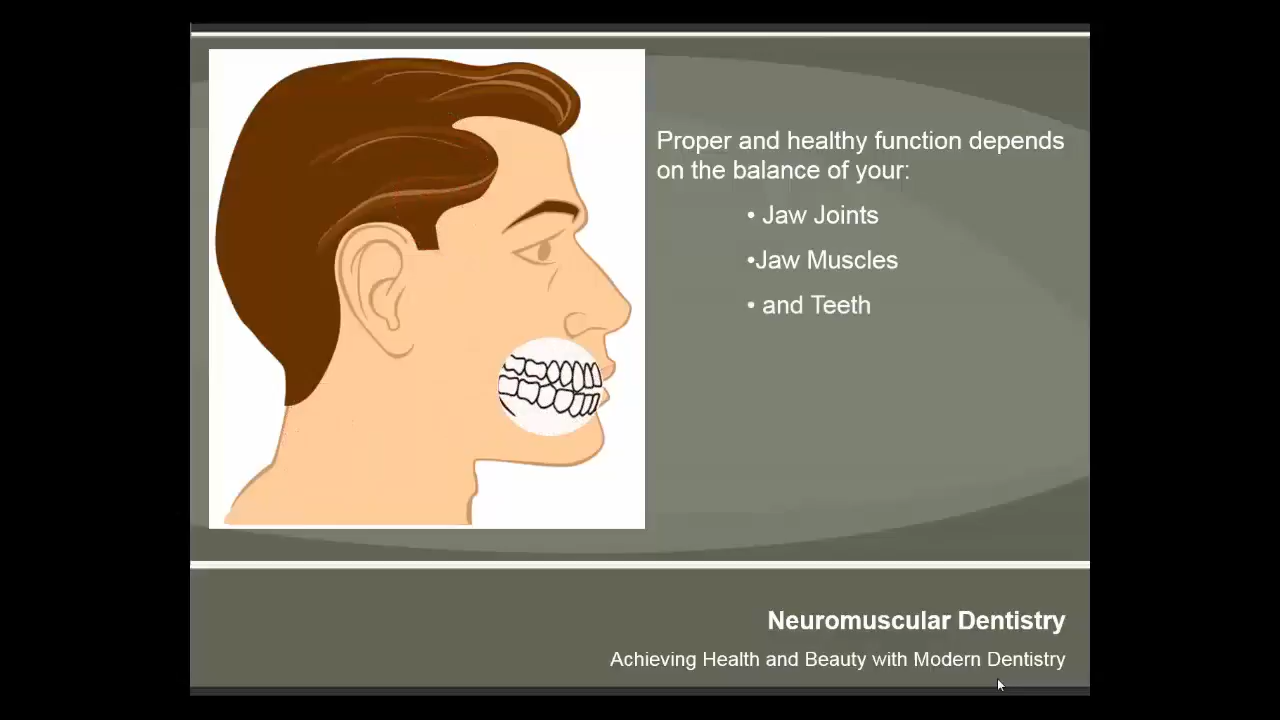 Proper and healthy function depends
on the balance of your:
• Jaw Joints
•Jaw Muscles
• and Teeth
Neuromuscular Dentistry
Achieving Health and Beauty with Modern Dentistry